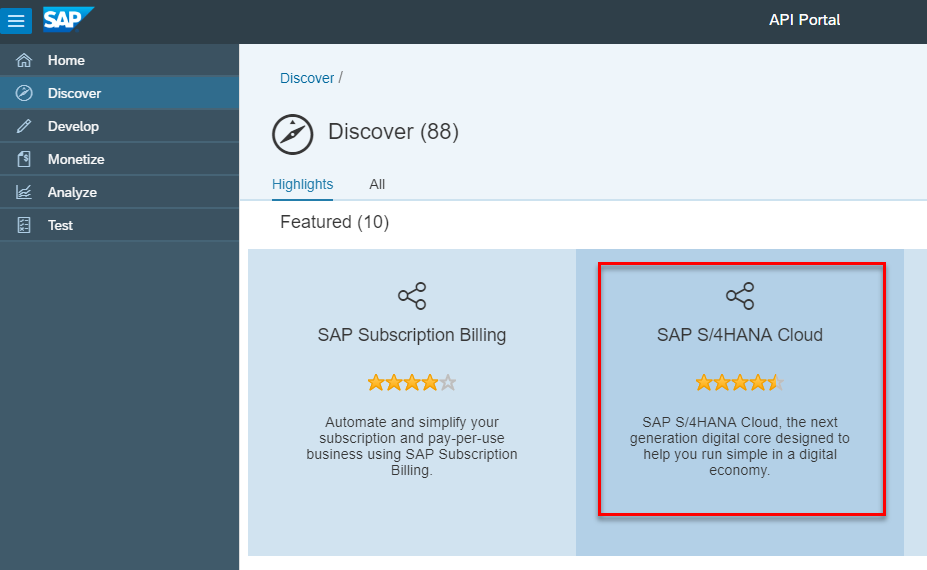 SAP
API Portal
Home
Discover
Develop
Monetize
Analyze
Test
Discover /
Discover (88)
Highlights
All
Featured (10)
SAP Subscription Billing
Automate and simplify your
subscription and pay-per-use
business using SAP Subscription
Billing.
SAP S/4HANA Cloud
SAP S/4HANA Cloud, the next
generation digital core designed to
help you run simple in a digital
economy.